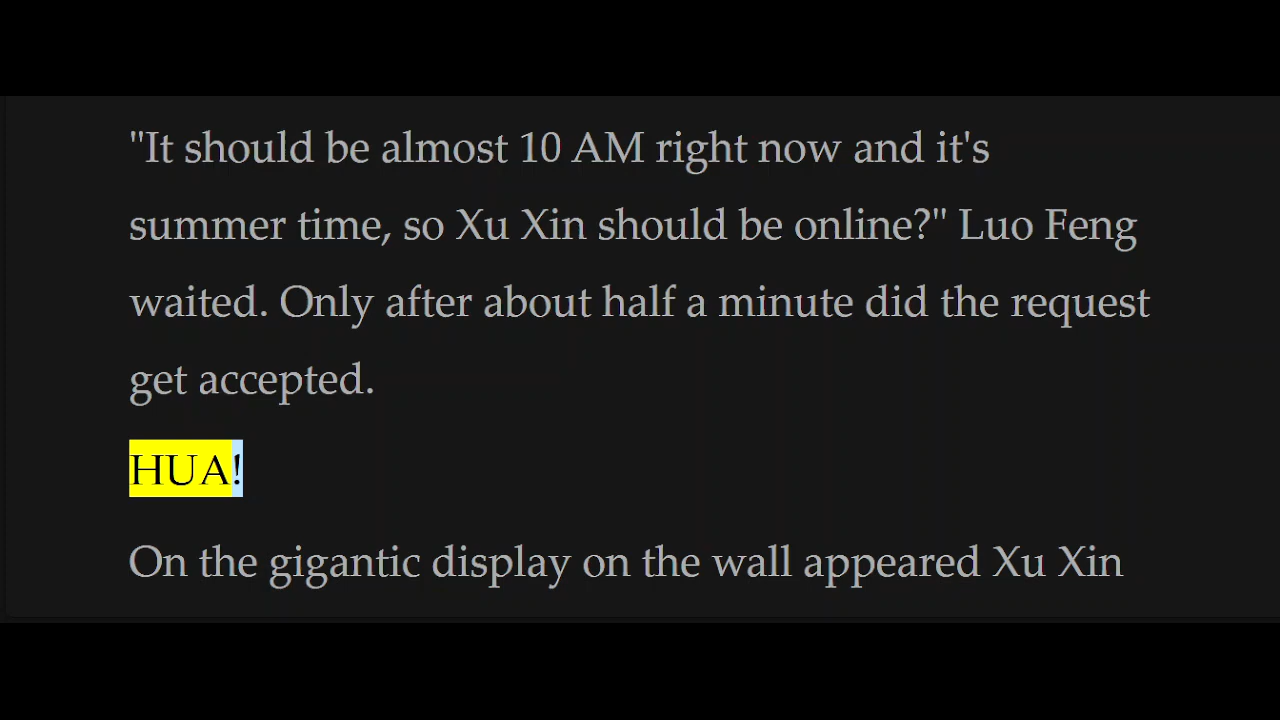 "It should be almost 10 AM right now and it's
summer time, so Xu Xin should be online?" Luo Feng
waited. Only after about half a minute did the request
get accepted.
HUA!
On the gigantic display on the wall appeared Xu Xin